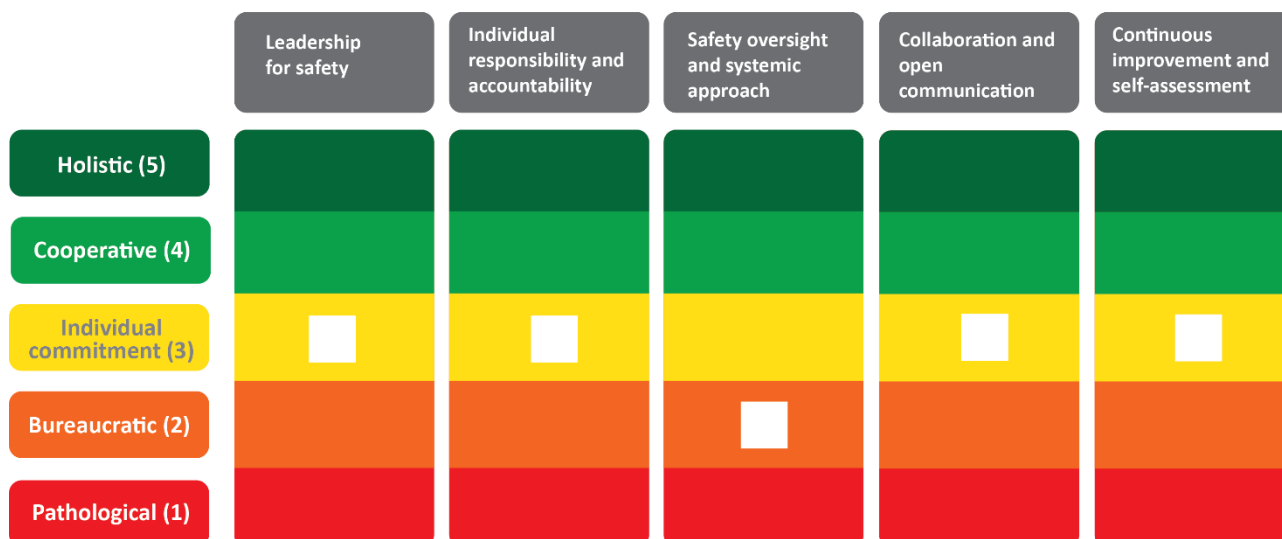 Leadership
for safety
Individual
responsibility and
accountability
Safety oversight
and systemic
approach
Collaboration and
open
communication
Continuous
improvement and
self-assessment
Holistic (5)
Cooperative (4)
Individual
commitment (3)
Bureaucratic (2)
Pathological (1)